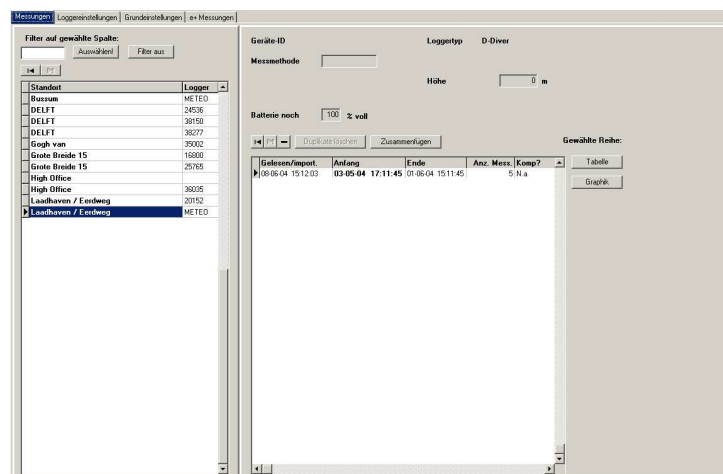 Messungen Loggereinstellungen Grundeinstellungen e+ Messungen
Filter auf gewählte Spalte:
Auswählen! Filter aus
Standort Logger
Bussum METEO
DELFT 24536
DELFT 38150
DELFT 38277
Gogh van 35002
Grote Breide 15 16800
Grote Breide 15 25765
High Office
High Office 36035
Laadhaven / Eerdweg 20152
Laadhaven / Eerdweg METEO
Geräte-ID Loggertyp D-Diver
Messmethode
Höhe 0 m
Batterie noch 100 % voll
Duplikate löschen Zusammenfügen Gewählte Reihe:
Gelesen/import. Anfang Ende Anz. Mess. Komp?
08-06-04 15:12:03 03-05-04 17:11:45 01-06-04 15:11:45 5 N.a.
Tabelle
Graphik